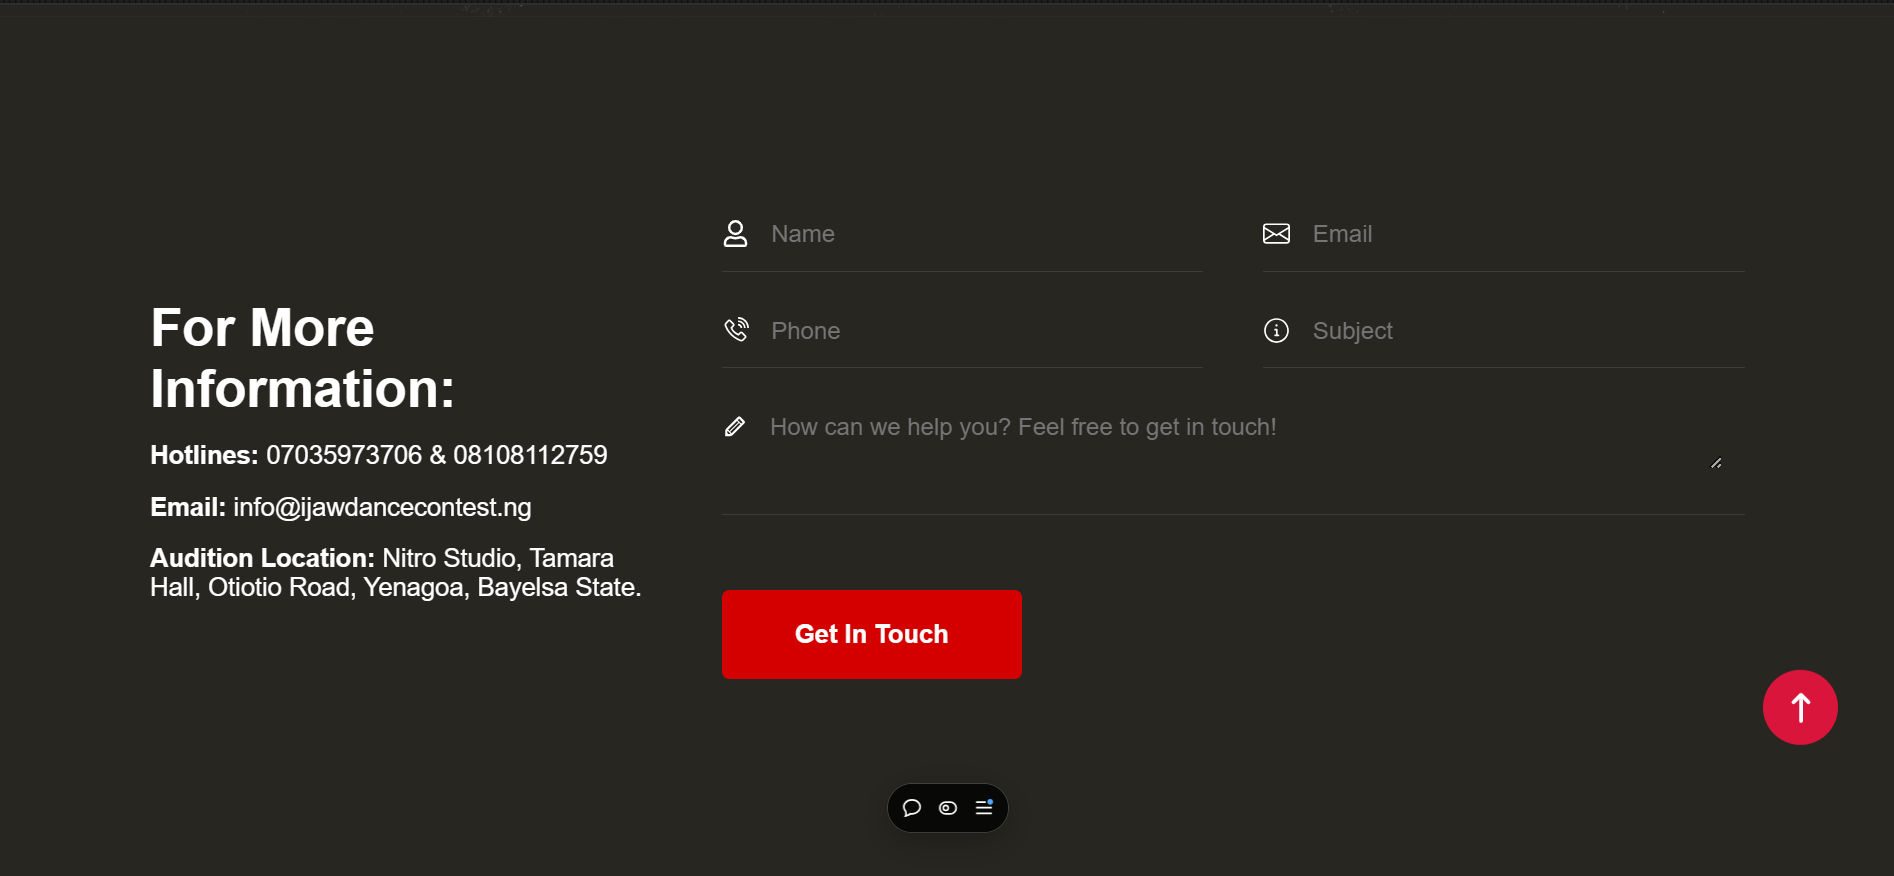 For More
Information:
Hotlines: 07035973706 & 08108112759
Email: info@ijawdancecontest.ng
Audition Location: Nitro Studio, Tamara
Hall, Otiotio Road, Yenagoa, Bayelsa State.
Name
Email
Phone
Subject
How can we help you? Feel free to get in touch!
Get In Touch